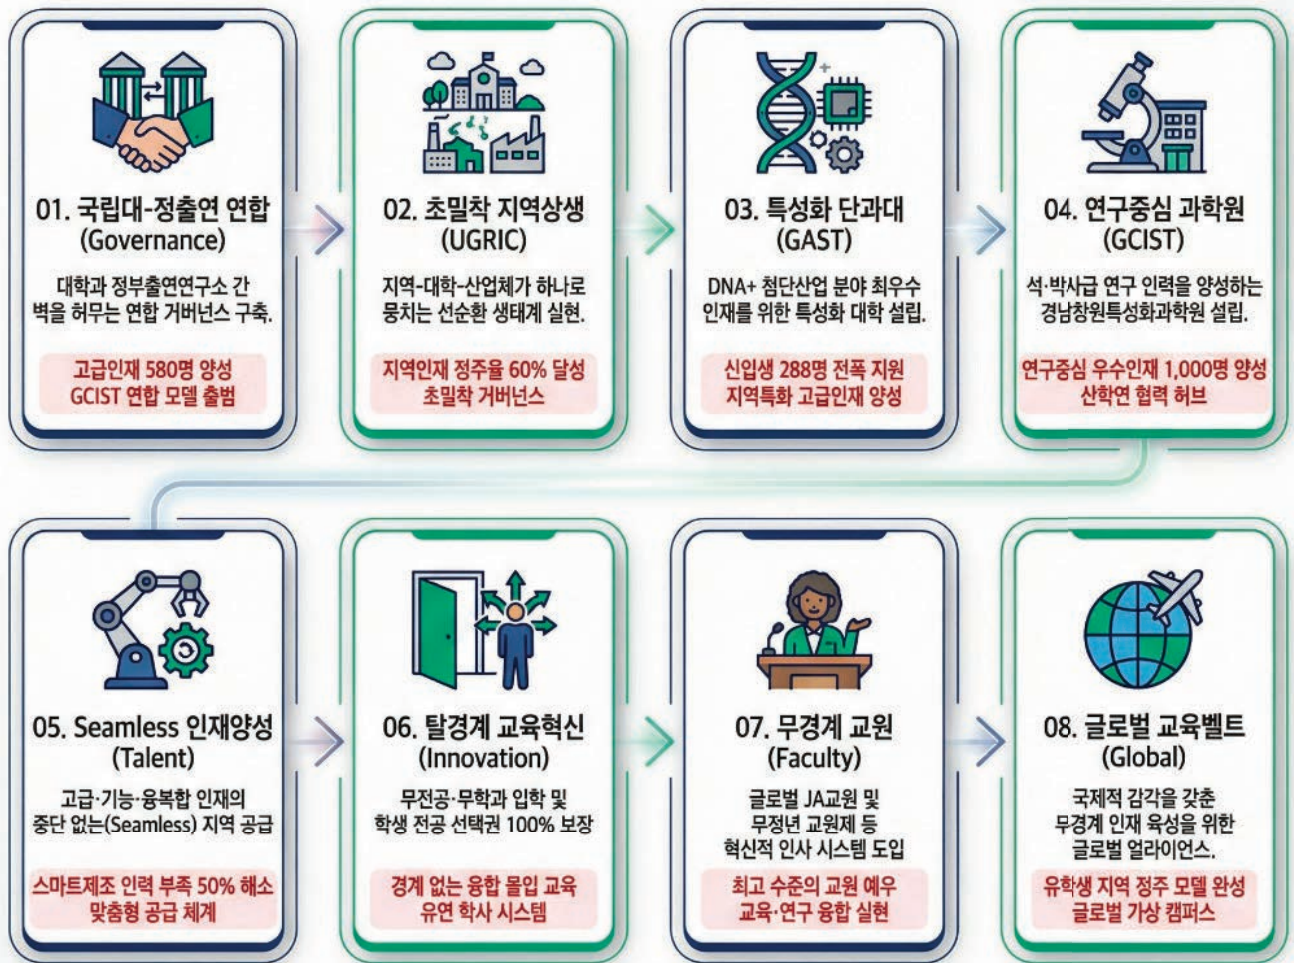 01. 국립대-정출연 연합
(Governance)
대학과 정부출연연구소 간
벽을 허무는 연합 거버넌스 구축.
고급인재 580명 양성
GCIST 연합 모델 출범
02. 초밀착 지역상생
(UGRIC)
지역-대학-산업체가 하나로
뭉치는 선순환 생태계 실현.
지역인재 정주율 60% 달성
초밀착 거버넌스
03. 특성화 단과대
(GAST)
DNA+ 첨단산업 분야 최우수
인재를 위한 특성화 대학 설립.
신입생 288명 전폭 지원
지역특화 고급인재 양성
04. 연구중심 과학원
(GCIST)
석·박사급 연구 인력을 양성하는
경남창원특성화과학원 설립.
연구중심 우수인재 1,000명 양성
산학연 협력 허브
05. Seamless 인재양성
(Talent)
고급·기능·융복합 인재의
중단 없는(Seamless) 지역 공급
스마트제조 인력 부족 50% 해소
맞춤형 공급 체계
06. 탈경계 교육혁신
(Innovation)
무전공·무학과 입학 및
학생 전공 선택권 100% 보장
경계 없는 융합 몰입 교육
유연 학사 시스템
07. 무경계 교원
(Faculty)
글로벌 JA교원 및
무정년 교원제 등
혁신적 인사 시스템 도입
최고 수준의 교원 예우
교육·연구 융합 실현
08. 글로벌 교육벨트
(Global)
국제적 감각을 갖춘
무경계 인재 육성을 위한
글로벌 얼라이언스.
유학생 지역 정주 모델 완성
글로벌 가상 캠퍼스